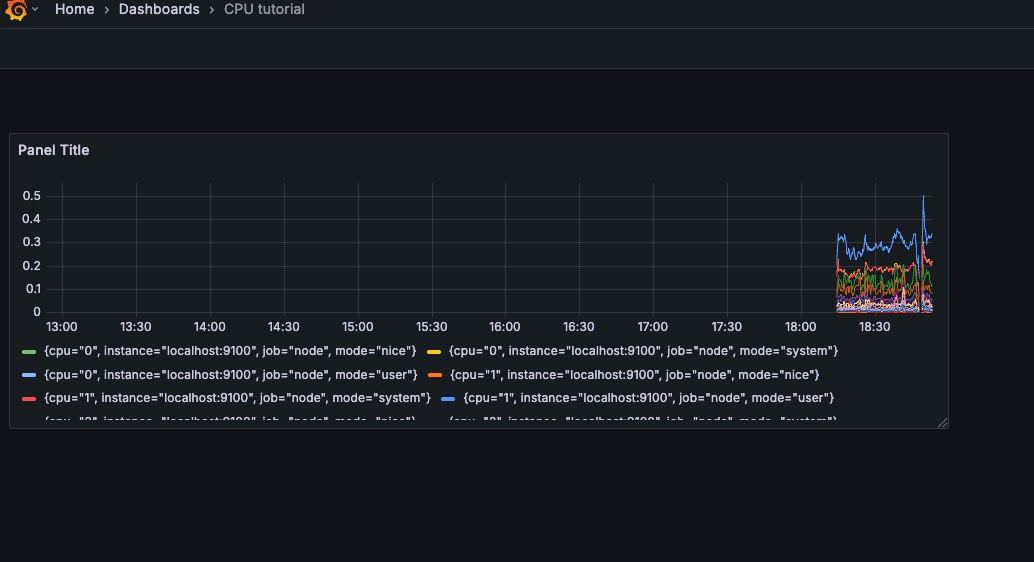 Home > Dashboards > CPU tutorial
Panel Title
0.5
0.4
0.3
0.2
0.1
0
13:00 13:30 14:00 14:30 15:00 15:30 16:00 16:30 17:00 17:30 18:00 18:30
{cpu="0", instance="localhost:9100", job="node", mode="nice"} {cpu="0", instance="localhost:9100", job="node", mode="system"}
{cpu="0", instance="localhost:9100", job="node", mode="user"} {cpu="1", instance="localhost:9100", job="node", mode="nice"}
{cpu="1", instance="localhost:9100", job="node", mode="system"} {cpu="1", instance="localhost:9100", job="node", mode="user"}